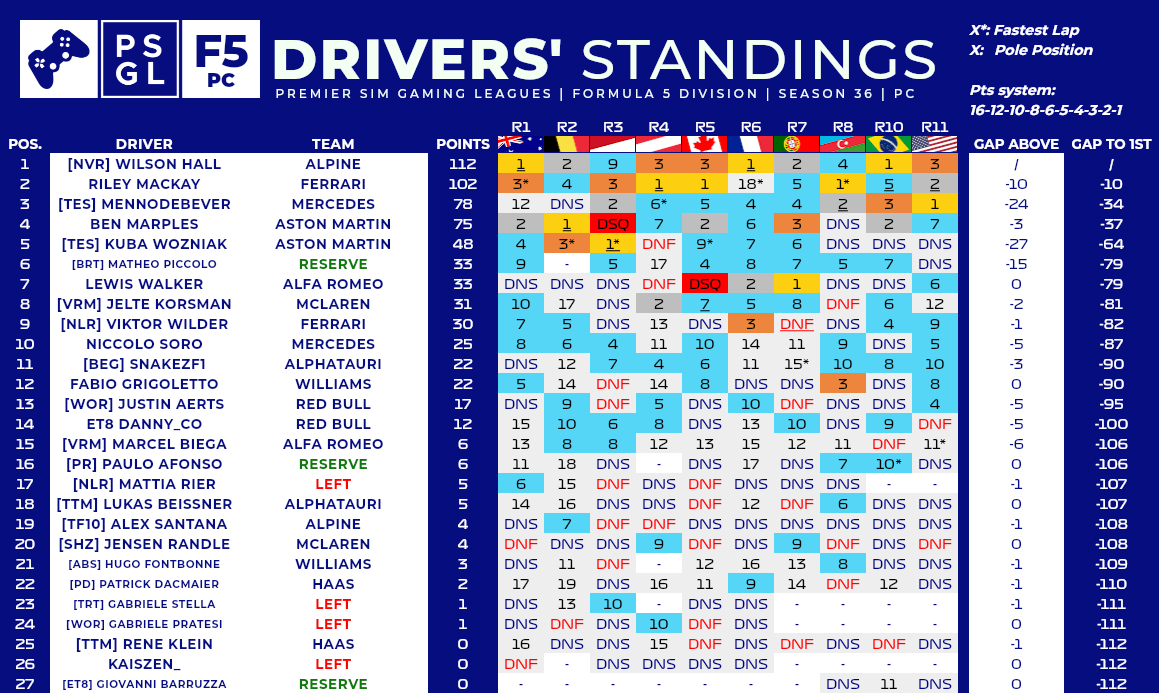 PS
GL
F5
PC
DRIVERS' STANDINGS
PREMIER SIM GAMING LEAGUES | FORMULA 5 DIVISION | SEASON 36 | PC
X*: Fastest Lap
X: Pole Position
Pts system:
16-12-10-8-6-5-4-3-2-1
R1 R2 R3 R4 R5 R6 R7 R8 R10 R11
POS. DRIVER TEAM POINTS GAP ABOVE GAP TO 1ST
1 [NVR] WILSON HALL ALPINE 112 1 2 9 3 3 1 2 4 1 3 / /
2 RILEY MACKAY FERRARI 102 3* 4 3 1 1 18* 5 1* 5 2 -10 -10
3 [TES] MENNODEBEVER MERCEDES 78 12 DNS 2 6* 5 4 4 2 3 1 -24 -34
4 BEN MARPLES ASTON MARTIN 75 2 1 DSQ 7 2 6 3 DNS 2 7 -3 -37
5 [TES] KUBA WOZNIAK ASTON MARTIN 48 4 3* 1* DNF 9* 7 6 DNS DNS DNS -27 -64
6 [BRT] MATHEO PICCOLO RESERVE 33 9 - 5 17 4 8 7 5 7 DNS -15 -79
7 LEWIS WALKER ALFA ROMEO 33 DNS DNS DNS DNF DSQ 2 1 DNS DNS 6 0 -79
8 [VRM] JELTE KORSMAN MCLAREN 31 10 17 DNS 2 7 5 8 DNF 6 12 -2 -81
9 [NLR] VIKTOR WILDER FERRARI 30 7 5 DNS 13 DNS 3 DNF DNS 4 9 -1 -82
10 NICCOLO SORO MERCEDES 25 8 6 4 11 10 14 11 9 DNS 5 -5 -87
11 [BEG] SNAKEZF1 ALPHATAURI 22 DNS 12 7 4 6 11 15* 10 8 10 -3 -90
12 FABIO GRIGOLETTO WILLIAMS 22 5 14 DNF 14 8 DNS DNS 3 DNS 8 0 -90
13 [WOR] JUSTIN AERTS RED BULL 17 DNS 9 DNF 5 DNS 10 DNF DNS DNS 4 -5 -95
14 ET8 DANNY_CO RED BULL 12 15 10 6 8 DNS 13 10 DNS 9 DNF -5 -100
15 [VRM] MARCEL BIEGA ALFA ROMEO 6 13 8 8 12 13 15 12 11 DNF 11* -6 -106
16 [PR] PAULO AFONSO RESERVE 6 11 18 DNS - DNS 17 DNS 7 10* DNS 0 -106
17 [NLR] MATTIA RIER LEFT 5 6 15 DNF DNS DNF DNS DNS DNS - - -1 -107
18 [TTM] LUKAS BEISSNER ALPHATAURI 5 14 16 DNS DNS DNF 12 DNF 6 DNS DNS 0 -107
19 [TF10] ALEX SANTANA ALPINE 4 DNS 7 DNF DNF DNS DNS DNS DNS DNS DNS -1 -108
20 [SHZ] JENSEN RANDLE MCLAREN 4 DNF DNS DNS 9 DNF DNS 9 DNF DNS DNF 0 -108
21 [ABS] HUGO FONTBONNE WILLIAMS 3 DNS 11 DNF - 12 16 13 8 DNS DNS -1 -109
22 [PD] PATRICK DACMAIER HAAS 2 17 19 DNS 16 11 9 14 DNF 12 DNS -1 -110
23 [TRT] GABRIELE STELLA LEFT 1 DNS 13 10 - DNS DNS - - - - -1 -111
24 [WOR] GABRIELE PRATESI LEFT 1 DNS DNF DNS 10 DNF DNS - - - - 0 -111
25 [TTM] RENE KLEIN HAAS 0 16 DNS DNS 15 DNF DNS DNF DNS DNF DNS -1 -112
26 KAISZEN_ LEFT 0 DNF - DNS DNS DNS DNS - - - - 0 -112
27 [ET8] GIOVANNI BARRUZZA RESERVE 0 - - - - - - - DNS 11 DNS 0 -112